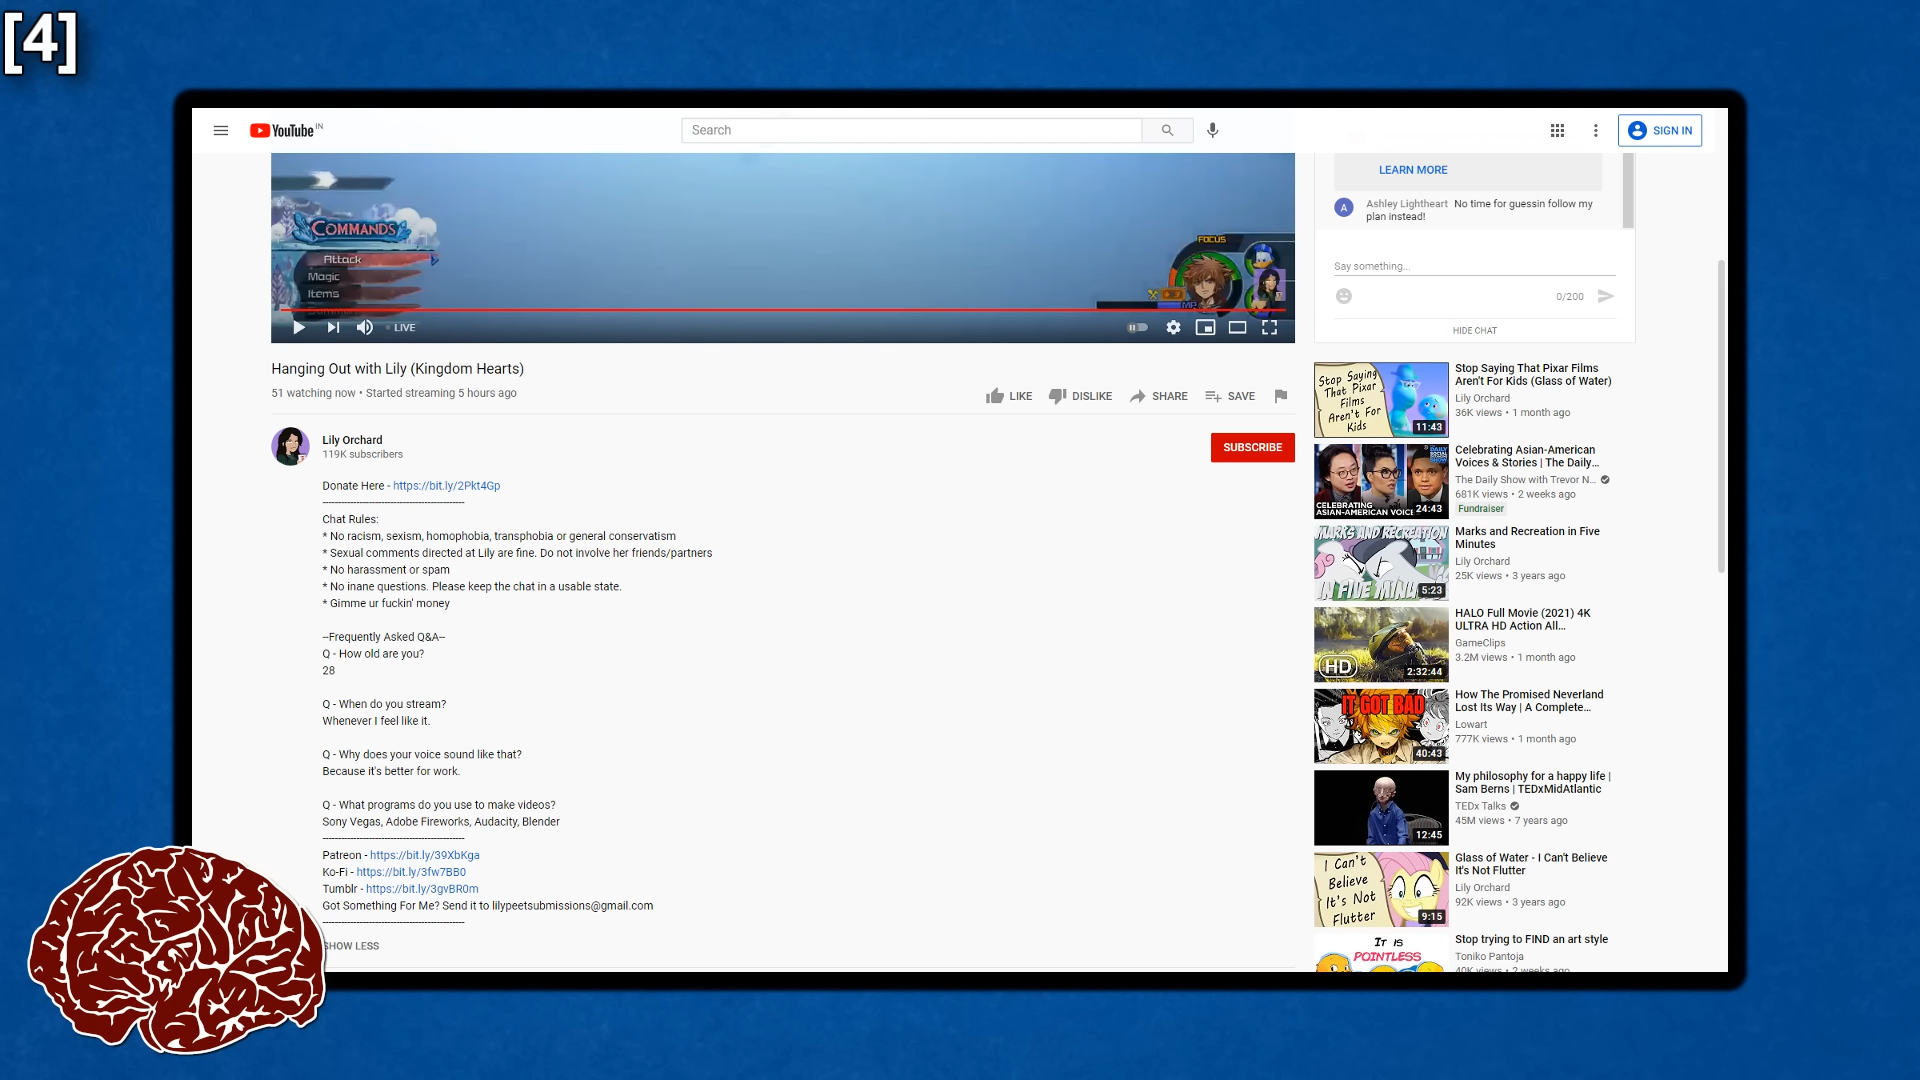 [4]
YouTube IN
Search
SIGN IN
COMMANDS
Attack
Magic
Items
FOCUS
MP
LIVE
LEARN MORE
A
Ashley Lightheart No time for guessin follow my
plan instead!
Say something...
0/200
HIDE CHAT
Hanging Out with Lily (Kingdom Hearts)
51 watching now • Started streaming 5 hours ago
LIKE
DISLIKE
SHARE
SAVE
Lily Orchard
119K subscribers
SUBSCRIBE
Donate Here - https://bit.ly/2Pkt4Gp
------------------------------------------------
Chat Rules:
* No racism, sexism, homophobia, transphobia or general conservatism
* Sexual comments directed at Lily are fine. Do not involve her friends/partners
* No harassment or spam
* No inane questions. Please keep the chat in a usable state.
* Gimme ur fuckin' money
--Frequently Asked Q&A--
Q - How old are you?
28
Q - When do you stream?
Whenever I feel like it.
Q - Why does your voice sound like that?
Because it's better for work.
Q - What programs do you use to make videos?
Sony Vegas, Adobe Fireworks, Audacity, Blender
------------------------------------------------
Patreon - https://bit.ly/39XbKga
Ko-Fi - https://bit.ly/3fw7BB0
Tumblr - https://bit.ly/3gvBR0m
Got Something For Me? Send it to lilypeetsubmissions@gmail.com
------------------------------------------------
SHOW LESS
Stop Saying
That Pixar
Films
Aren't For
Kids
11:43
Stop Saying That Pixar Films
Aren't For Kids (Glass of Water)
Lily Orchard
36K views • 1 month ago
CELEBRATING
ASIAN-AMERICAN VOICES
24:43
Celebrating Asian-American
Voices & Stories | The Daily...
The Daily Show with Trevor N...
681K views • 2 weeks ago
Fundraiser
MARKS AND RECREATION
IN FIVE MINU
5:23
Marks and Recreation in Five
Minutes
Lily Orchard
25K views • 3 years ago
HD
2:32:44
HALO Full Movie (2021) 4K
ULTRA HD Action All...
GameClips
3.2M views • 1 month ago
IT GOT BAD
40:43
How The Promised Neverland
Lost Its Way | A Complete...
Lowart
777K views • 1 month ago
12:45
My philosophy for a happy life |
Sam Berns | TEDxMidAtlantic
TEDx Talks
45M views • 7 years ago
I Can't
Believe
It's Not
Flutter
9:15
Glass of Water - I Can't Believe
It's Not Flutter
Lily Orchard
92K views • 3 years ago
IT IS
POINTLESS
Stop trying to FIND an art style
Toniko Pantoja
40K views • 2 weeks ago